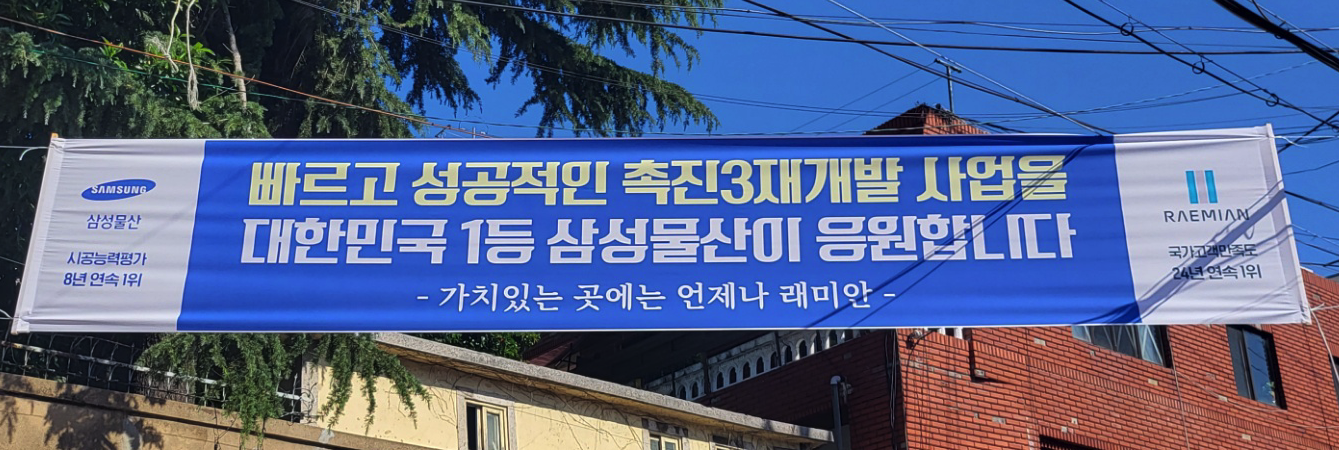 SAMSUNG
삼성물산
시공능력평가
8년 연속 1위
빠르고 성공적인 촉진3재개발 사업을
대한민국 1등 삼성물산이 응원합니다
- 가치있는 곳에는 언제나 래미안 -
RAEMIAN
국가고객만족도
24년 연속 1위